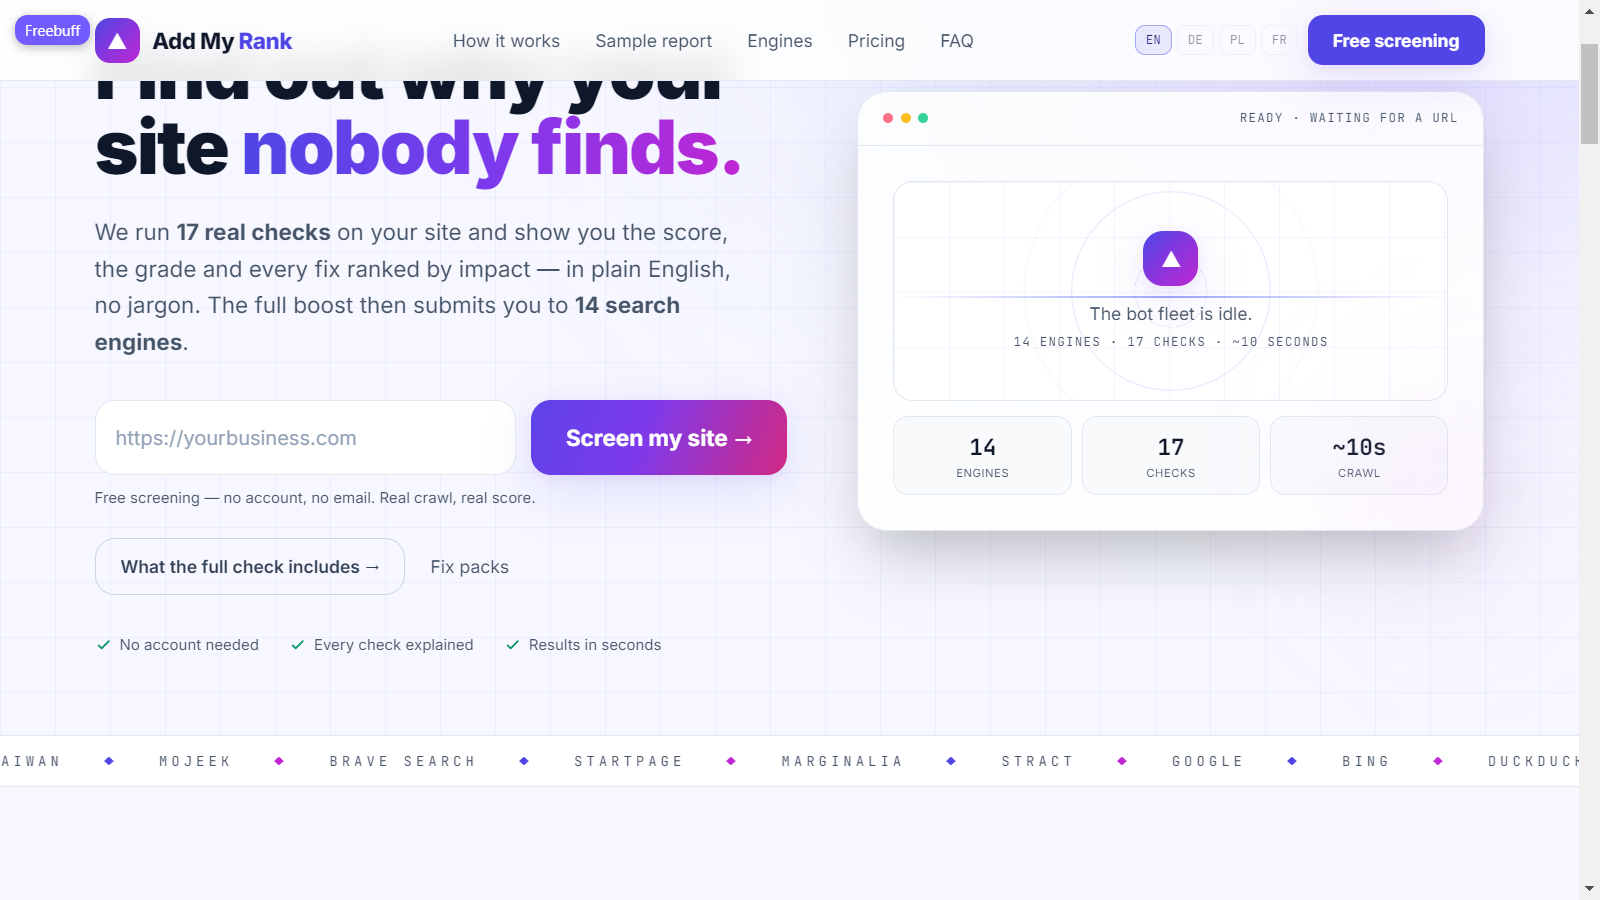 Freebuff
Add My Rank
How it works
Sample report
Engines
Pricing
FAQ
EN
DE
PL
FR
Free screening
Find out why your
site nobody finds.
We run 17 real checks on your site and show you the score,
the grade and every fix ranked by impact — in plain English,
no jargon. The full boost then submits you to 14 search
engines.
https://yourbusiness.com
Screen my site →
Free screening — no account, no email. Real crawl, real score.
What the full check includes →
Fix packs
No account needed
Every check explained
Results in seconds
READY · WAITING FOR A URL
The bot fleet is idle.
14 ENGINES · 17 CHECKS · ~10 SECONDS
14
ENGINES
17
CHECKS
~10s
CRAWL
AIWAN ◆ MOJEEK ◆ BRAVE SEARCH ◆ STARTPAGE ◆ MARGINALIA ◆ STRACT ◆ GOOGLE ◆ BING ◆ DUCKDUCK